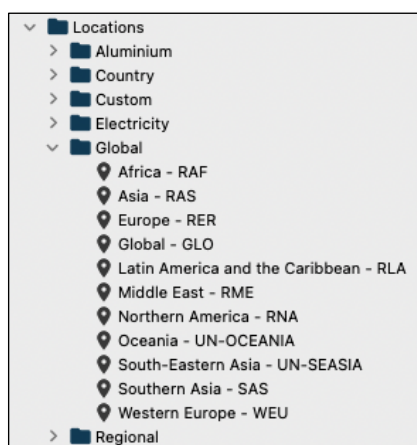 Locations
Aluminium
Country
Custom
Electricity
Global
Africa - RAF
Asia - RAS
Europe - RER
Global - GLO
Latin America and the Caribbean - RLA
Middle East - RME
Northern America - RNA
Oceania - UN-OCEANIA
South-Eastern Asia - UN-SEASIA
Southern Asia - SAS
Western Europe - WEU
Regional